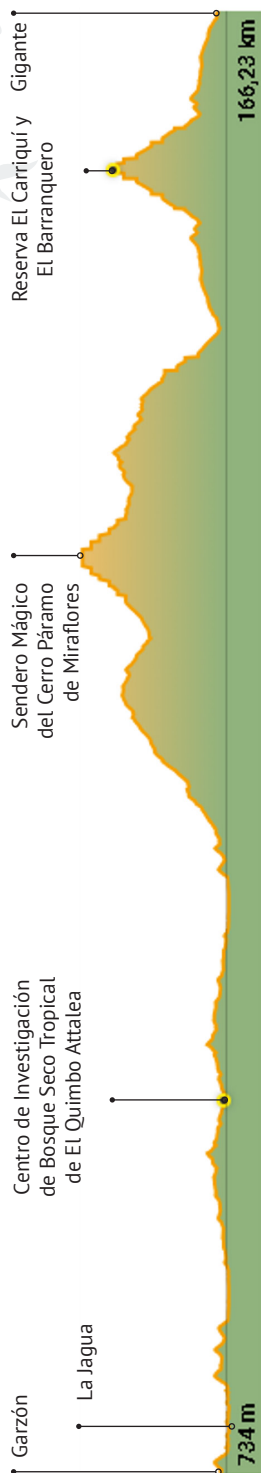 Garzón
La Jagua
Centro de Investigación
de Bosque Seco Tropical
de El Quimbo Attalea
Sendero Mágico
del Cerro Páramo
de Miraflores
Reserva El Carriquí y
El Barranquero
Gigante
734 m
166,23 km